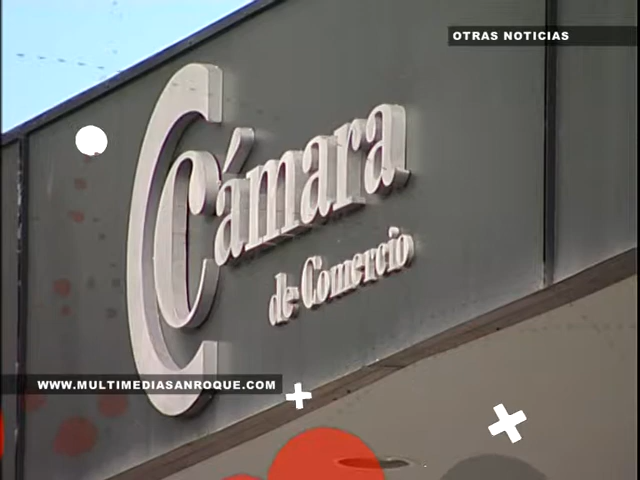 OTRAS NOTICIAS
Cámara
de Comercio
WWW.MULTIMEDIASANROQUE.COM